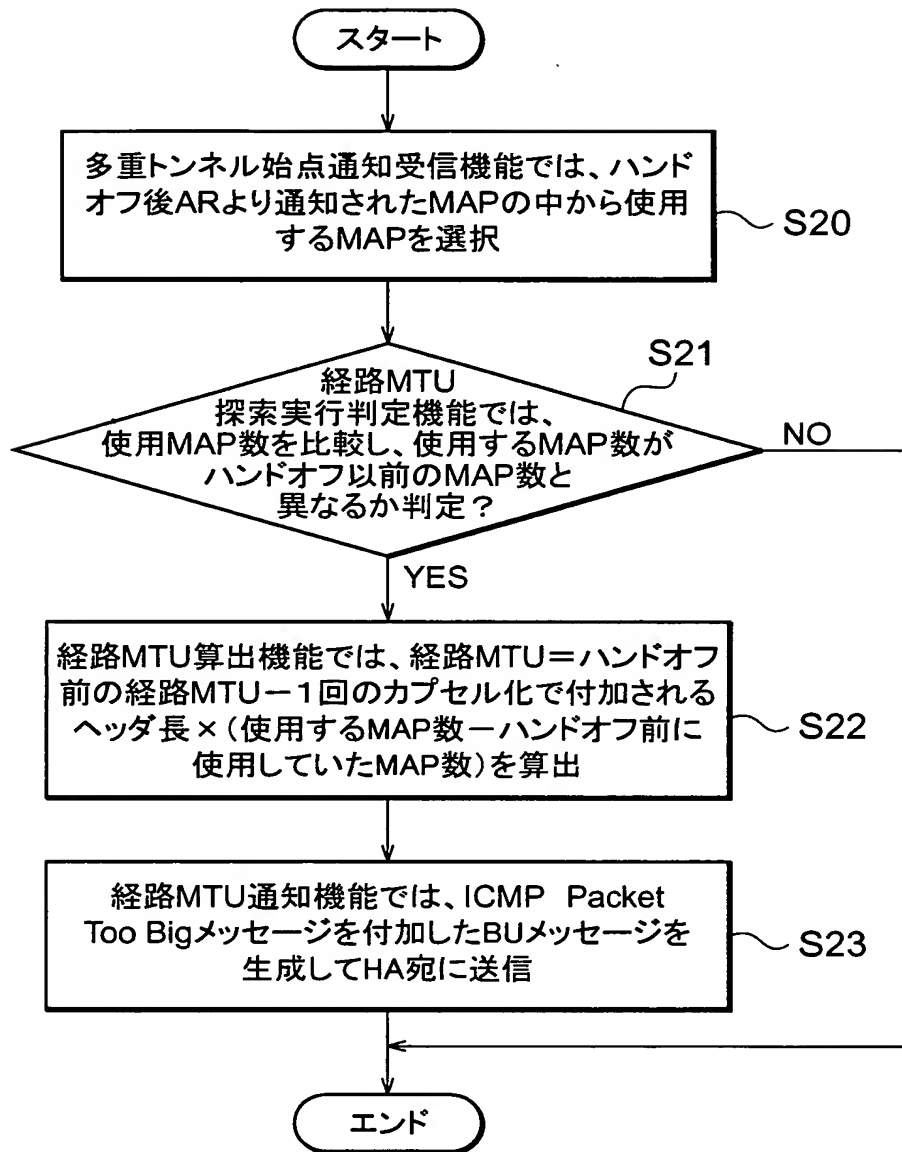 スタート
多重トンネル始点通知受信機能では、ハンド
オフ後ARより通知されたMAPの中から使用
するMAPを選択
S20
S21
経路MTU
探索実行判定機能では、
使用MAP数を比較し、使用するMAP数が
ハンドオフ以前のMAP数と
異なるか判定？
NO
YES
経路MTU算出機能では、経路MTU＝ハンドオフ
前の経路MTU－1回のカプセル化で付加される
ヘッダ長×（使用するMAP数－ハンドオフ前に
使用していたMAP数）を算出
S22
経路MTU通知機能では、ICMP Packet
Too Bigメッセージを付加したBUメッセージを
生成してHA宛に送信
S23
エンド